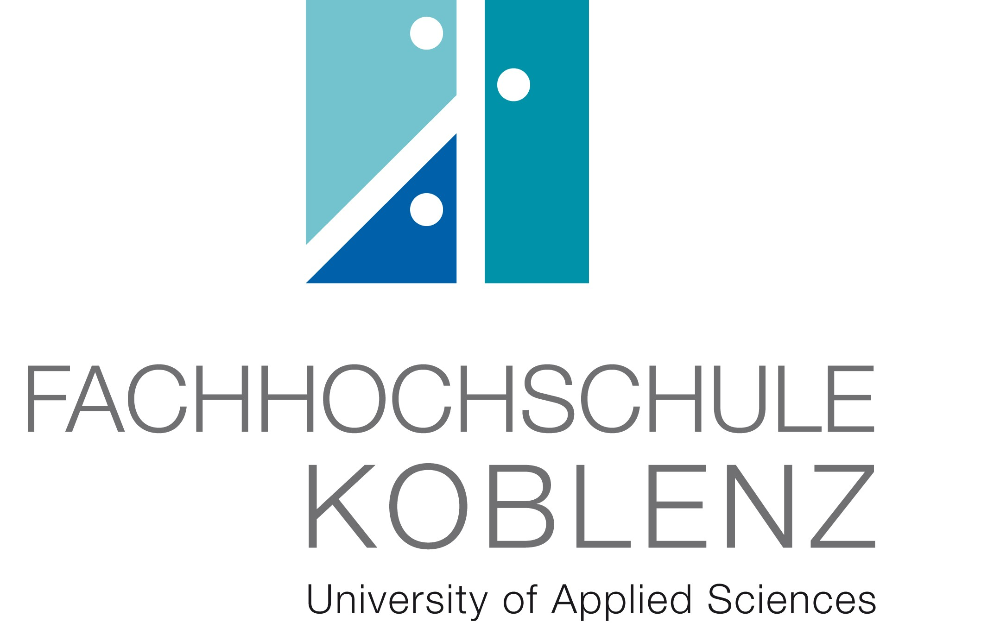 FACHHOCHSCHULE
KOBLENZ
University of Applied Sciences